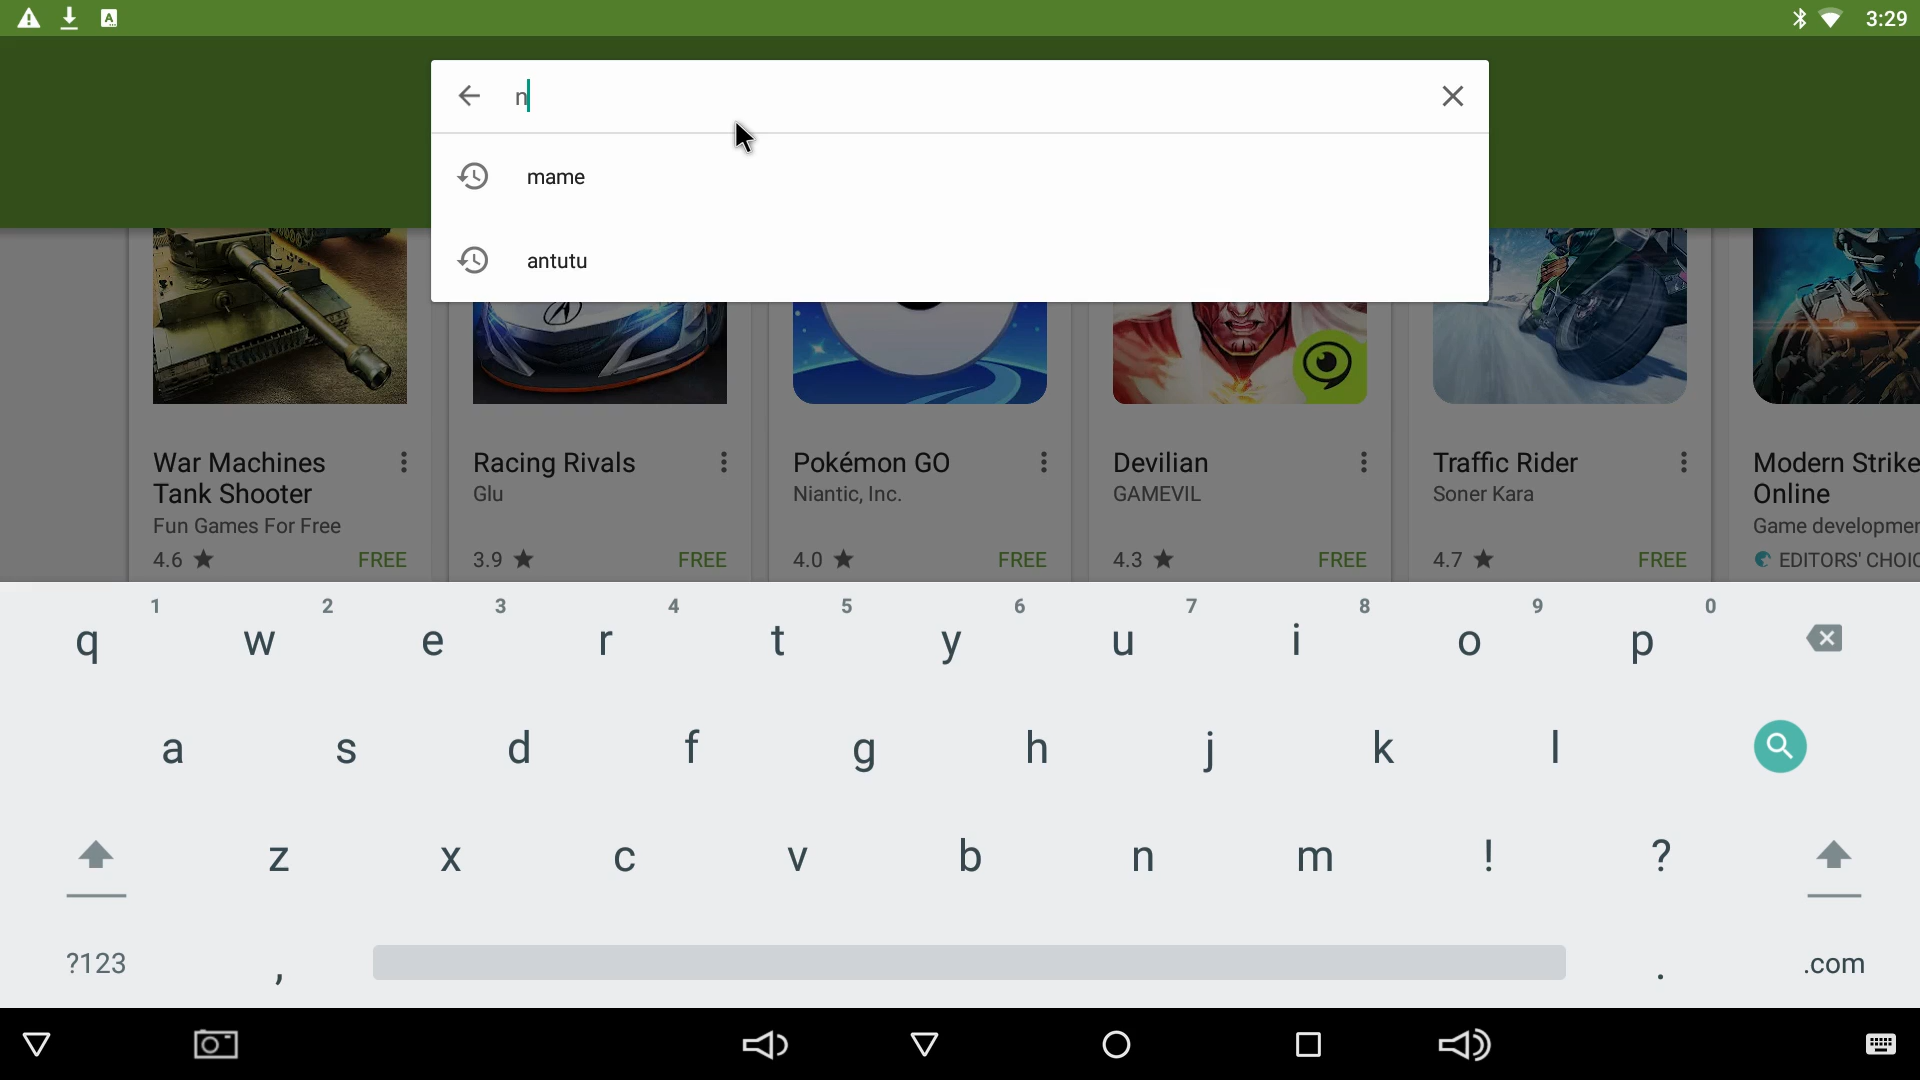 3:29
n
mame
antutu
War Machines
Tank Shooter
Fun Games For Free
4.6 ★ FREE
Racing Rivals
Glu
3.9 ★ FREE
Pokémon GO
Niantic, Inc.
4.0 ★ FREE
Devilian
GAMEVIL
4.3 ★ FREE
Traffic Rider
Soner Kara
4.7 ★ FREE
Modern Strike
Online
Game developmen
EDITORS' CHOIC
1 2 3 4 5 6 7 8 9 0
q w e r t y u i o p
a s d f g h j k l
z x c v b n m ! ?
?123 , . .com